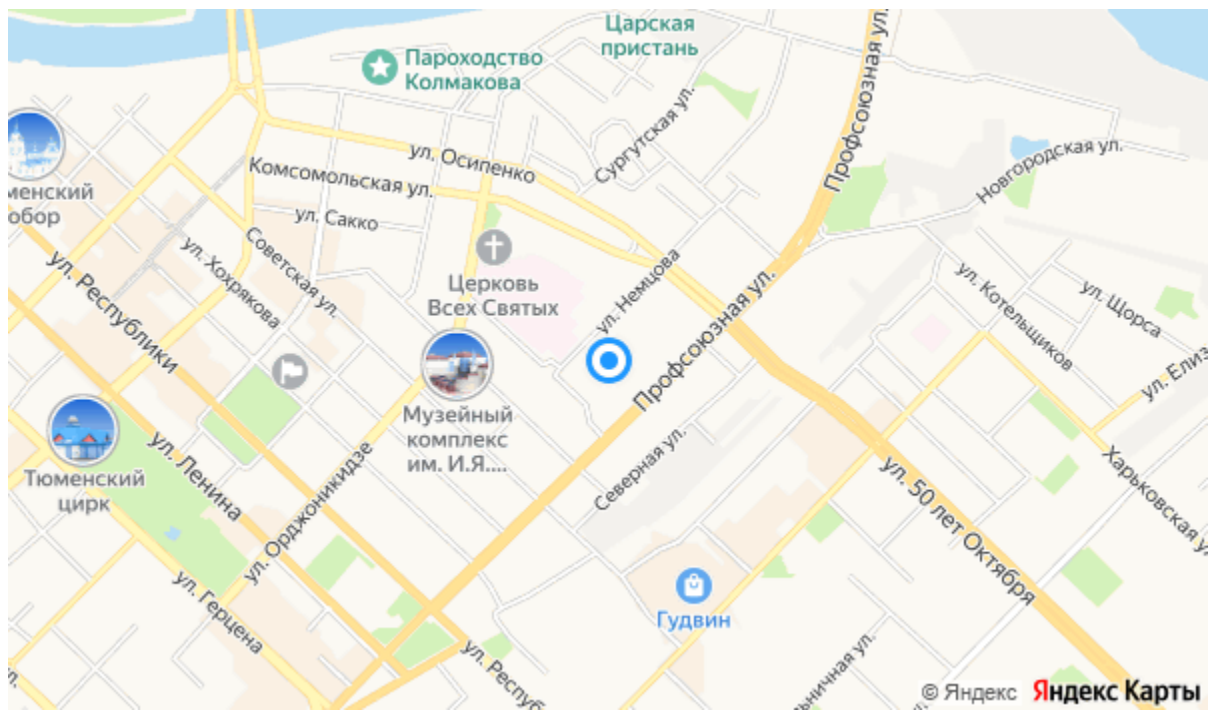 Царская
пристань
Пароходство
Колмакова
Профсоюзная ул.
Сургутская ул.
ул. Осипенко
Новгородская ул.
Комсомольская ул.
менский
обор
ул. Сакко
ул. Хохрякова
Советская ул.
Церковь
Всех Святых
ул. Немцова
ул. Республики
Профсоюзная ул.
ул. Котельщиков
ул. Щорса
ул. Елиз
Музейный
комплекс
им. И.Я....
Тюменский
цирк
ул. Ленина
ул. Орджоникидзе
Северная ул.
ул. 50 лет Октября
Харьковская ул
ул. Герцена
Гудвин
ул. Респуб
льничная ул.
л.
© Яндекс Яндекс Карты